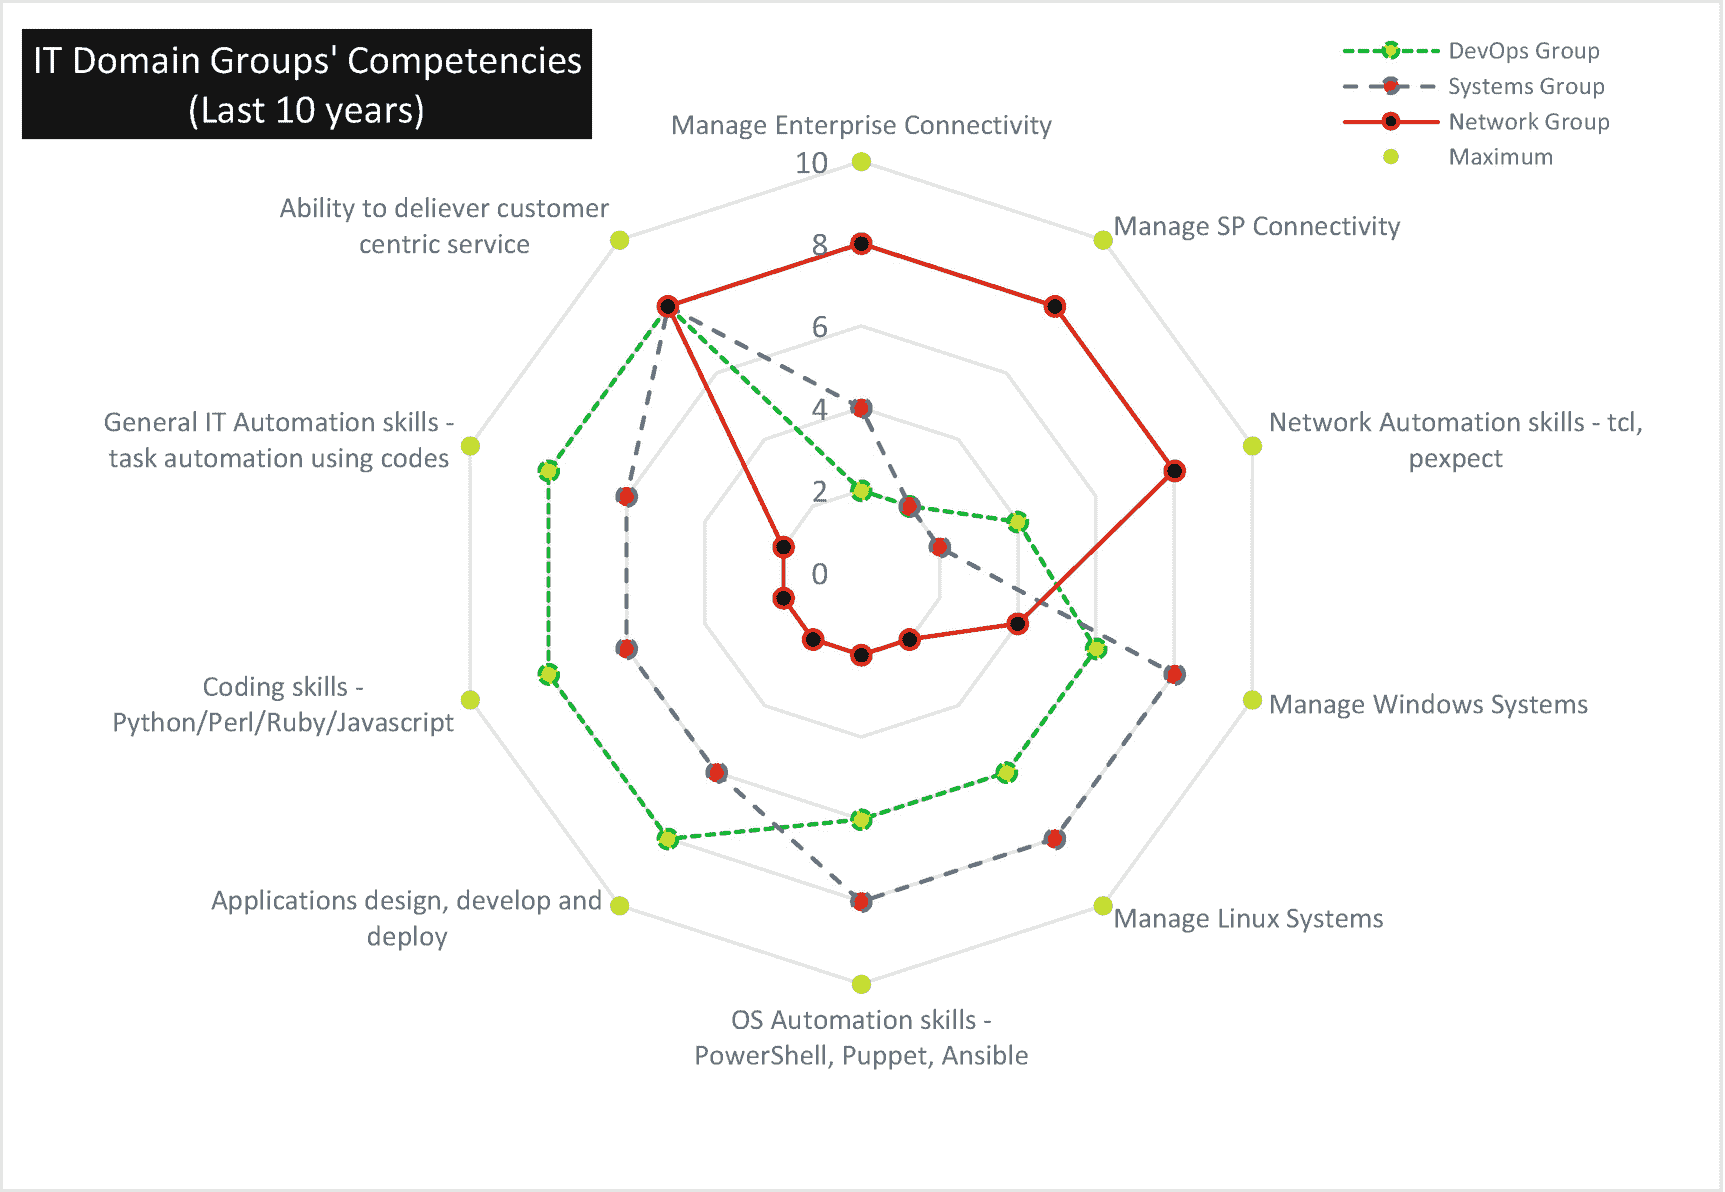 IT Domain Groups' Competencies
(Last 10 years)
DevOps Group
Systems Group
Network Group
Maximum
Manage Enterprise Connectivity
10
8
6
4
2
0
Manage SP Connectivity
Network Automation skills - tcl,
pexpect
Manage Windows Systems
Manage Linux Systems
OS Automation skills -
PowerShell, Puppet, Ansible
Applications design, develop and
deploy
Coding skills -
Python/Perl/Ruby/Javascript
General IT Automation skills -
task automation using codes
Ability to deliever customer
centric service